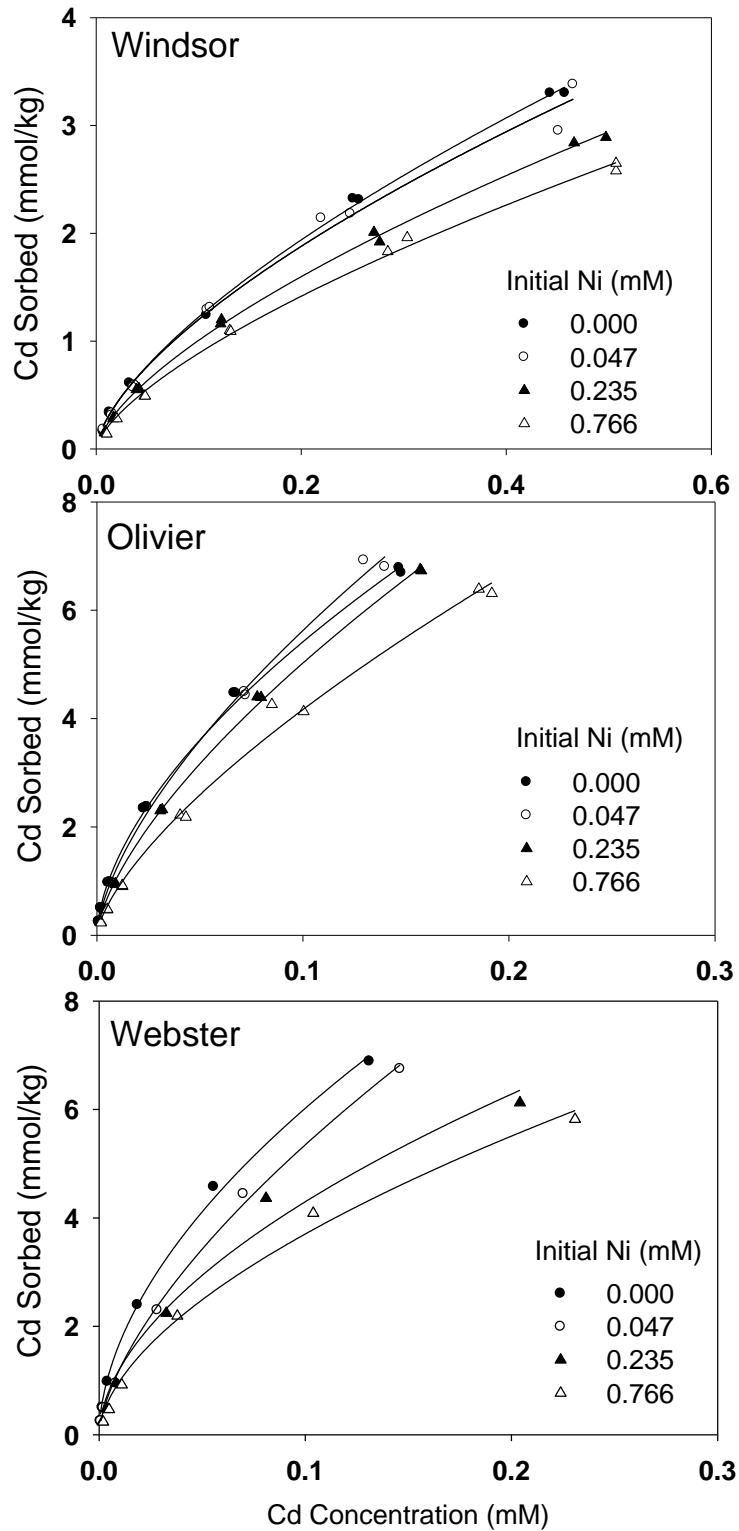 Windsor
Cd Sorbed (mmol/kg)
4
3
2
1
0
Initial Ni (mM)
0.000
0.047
0.235
0.766
0.0 0.2 0.4 0.6
Olivier
Cd Sorbed (mmol/kg)
8
6
4
2
0
Initial Ni (mM)
0.000
0.047
0.235
0.766
0.0 0.1 0.2 0.3
Webster
Cd Sorbed (mmol/kg)
8
6
4
2
0
Initial Ni (mM)
0.000
0.047
0.235
0.766
0.0 0.1 0.2 0.3
Cd Concentration (mM)